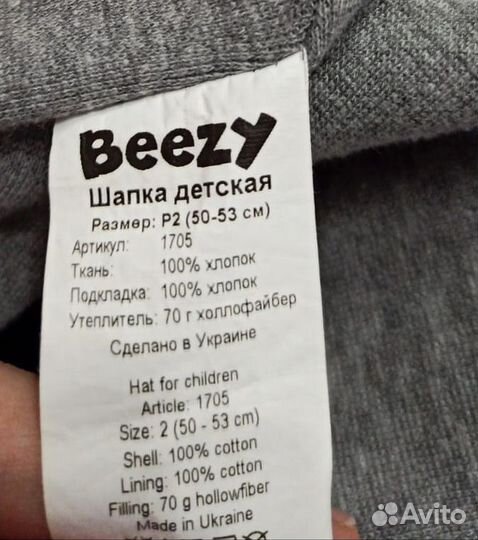 Beezy
Шапка детская
Размер: Р2 (50-53 см)
Артикул: 1705
Ткань: 100% хлопок
Подкладка: 100% хлопок
Утеплитель: 70 г холлофайбер
Сделано в Украине
Hat for children
Article: 1705
Size: 2 (50 - 53 cm)
Shell: 100% cotton
Lining: 100% cotton
Filling: 70 g hollowfiber
Made in Ukraine
Avito